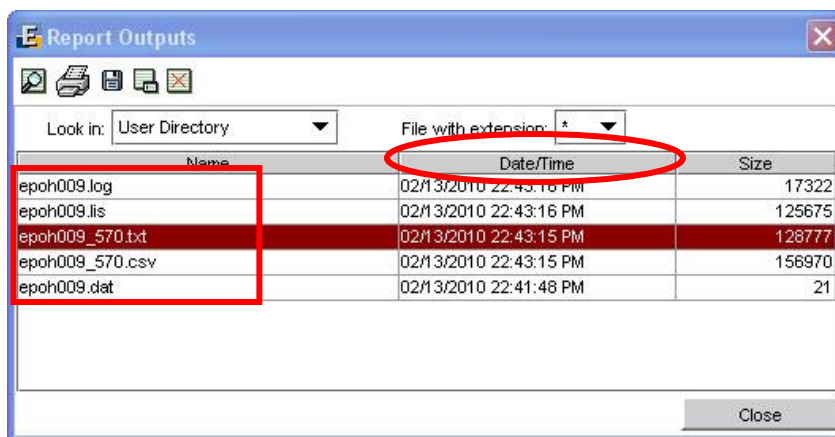 E Report Outputs
Look in: User Directory File with extension: *
Name Date/Time Size
epoh009.log 02/13/2010 22:43:16 PM 17322
epoh009.lis 02/13/2010 22:43:16 PM 125675
epoh009_570.txt 02/13/2010 22:43:15 PM 128777
epoh009_570.csv 02/13/2010 22:43:15 PM 156970
epoh009.dat 02/13/2010 22:41:48 PM 21
Close